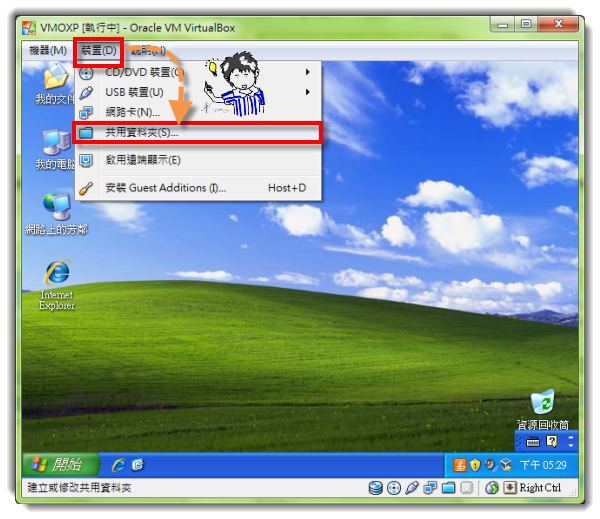 VMOXP [執行中] - Oracle VM VirtualBox
機器(M) 裝置(D) 說明(H)
CD/DVD 裝置(C)
USB 裝置(U)
網路卡(N)...
共用資料夾(S)...
啟用遠端顯示(E)
安裝 Guest Additions (I)... Host+D
我的文件
我的電腦
網路上的芳鄰
Internet
Explorer
資源回收筒
開始
下午 05:29
建立或修改共用資料夾
Right Ctrl